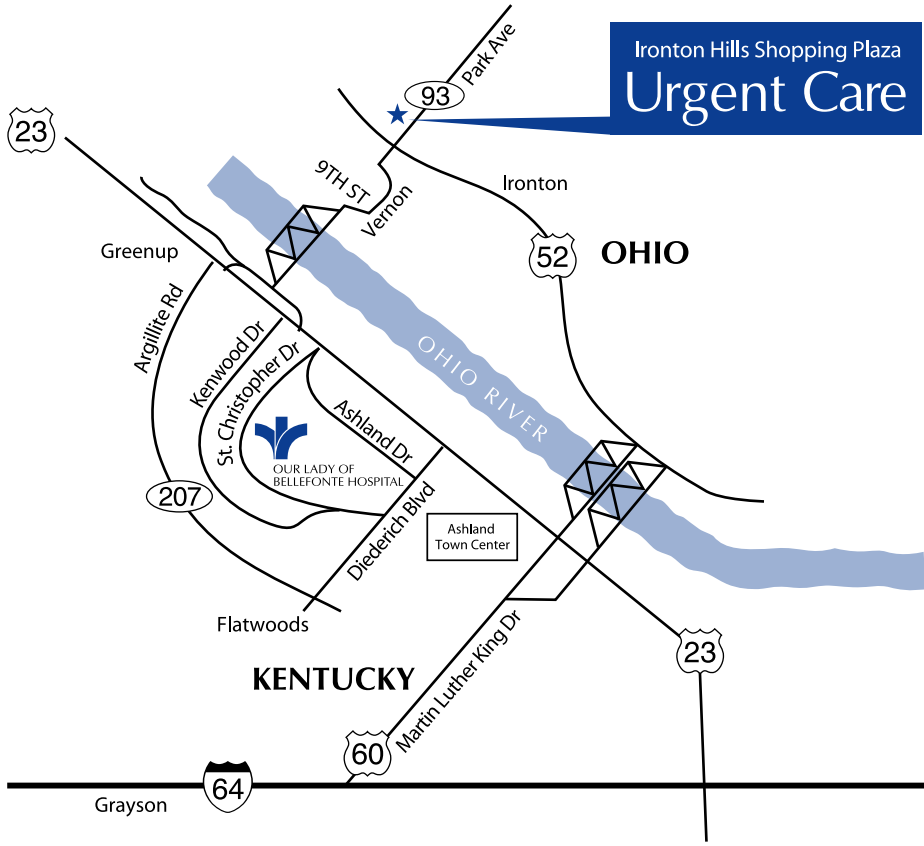 Ironton Hills Shopping Plaza
Urgent Care
Park Ave
93
23
9TH ST
Vernon
Ironton
52
OHIO
Greenup
Argillite Rd
Kenwood Dr
St. Christopher Dr
Ashland Dr
OHIO RIVER
OUR LADY OF
BELLEFONTE HOSPITAL
207
Diederich Blvd
Ashland
Town Center
Flatwoods
KENTUCKY
Martin Luther King Dr
23
60
64
Grayson